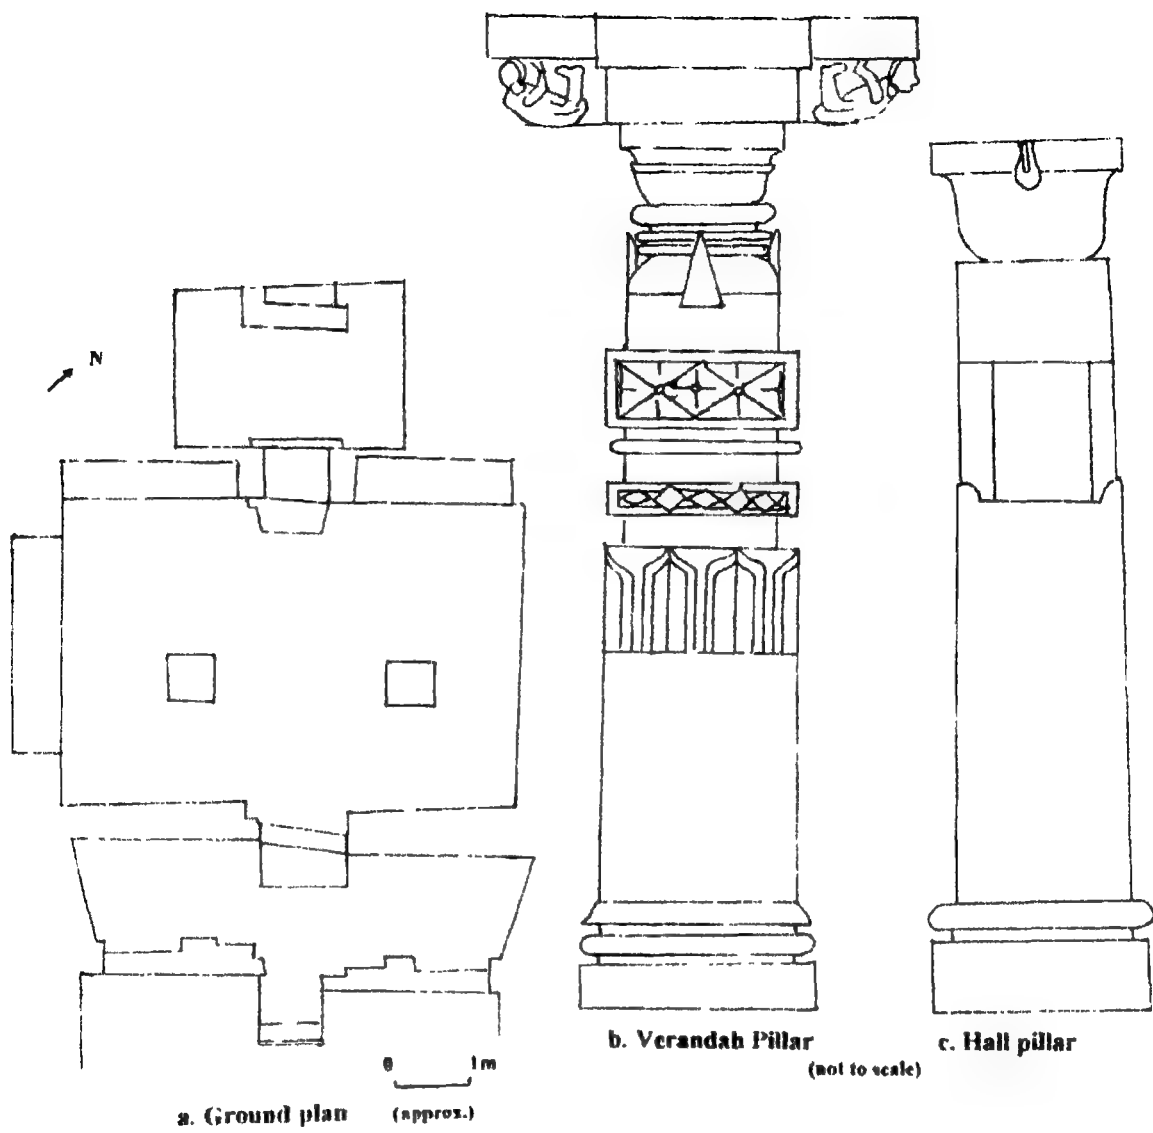 N
b. Verandah Pillar
c. Hall pillar
(not to scale)
0 1m
a. Ground plan (approx.)